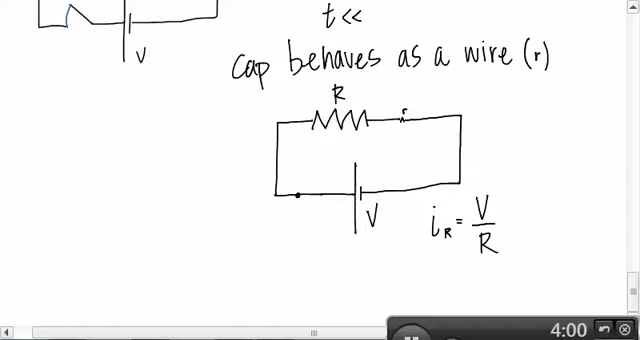 t <<
V
cap behaves as a wire (r)
R
r
V
i_R = V/R
4:00